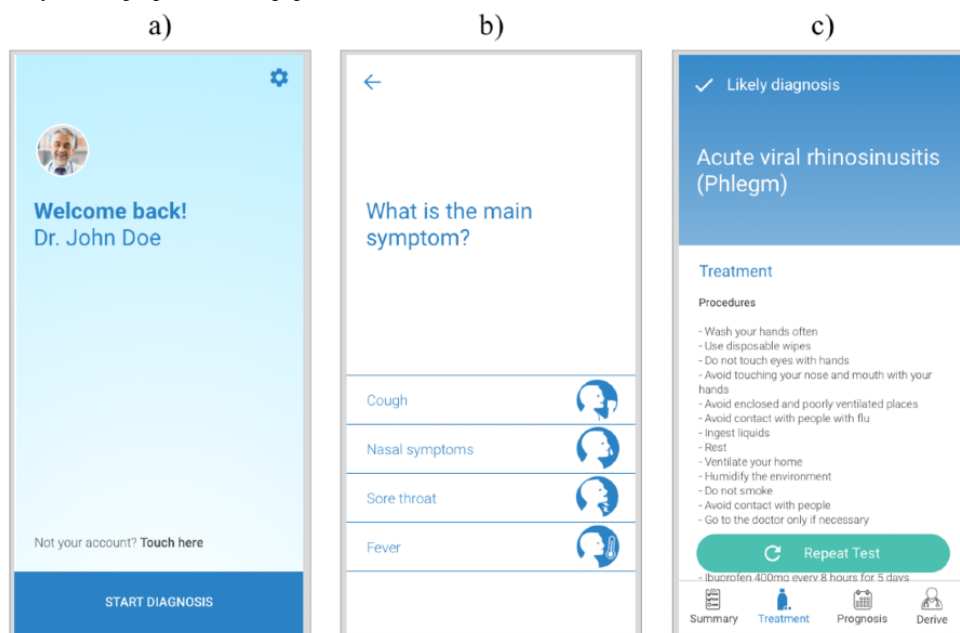 a)
b)
c)
Welcome back!
Dr. John Doe
Not your account? Touch here
START DIAGNOSIS
What is the main
symptom?
Cough
Nasal symptoms
Sore throat
Fever
Likely diagnosis
Acute viral rhinosinusitis
(Phlegm)
Treatment
Procedures
- Wash your hands often
- Use disposable wipes
- Do not touch eyes with hands
- Avoid touching your nose and mouth with your
hands
- Avoid enclosed and poorly ventilated places
- Avoid contact with people with flu
- Ingest liquids
- Rest
- Ventilate your home
- Humidify the environment
- Do not smoke
- Avoid contact with people
- Go to the doctor only if necessary
Repeat Test
- Ibuprofen 400mg every 8 hours for 5 days
Summary Treatment Prognosis Derive